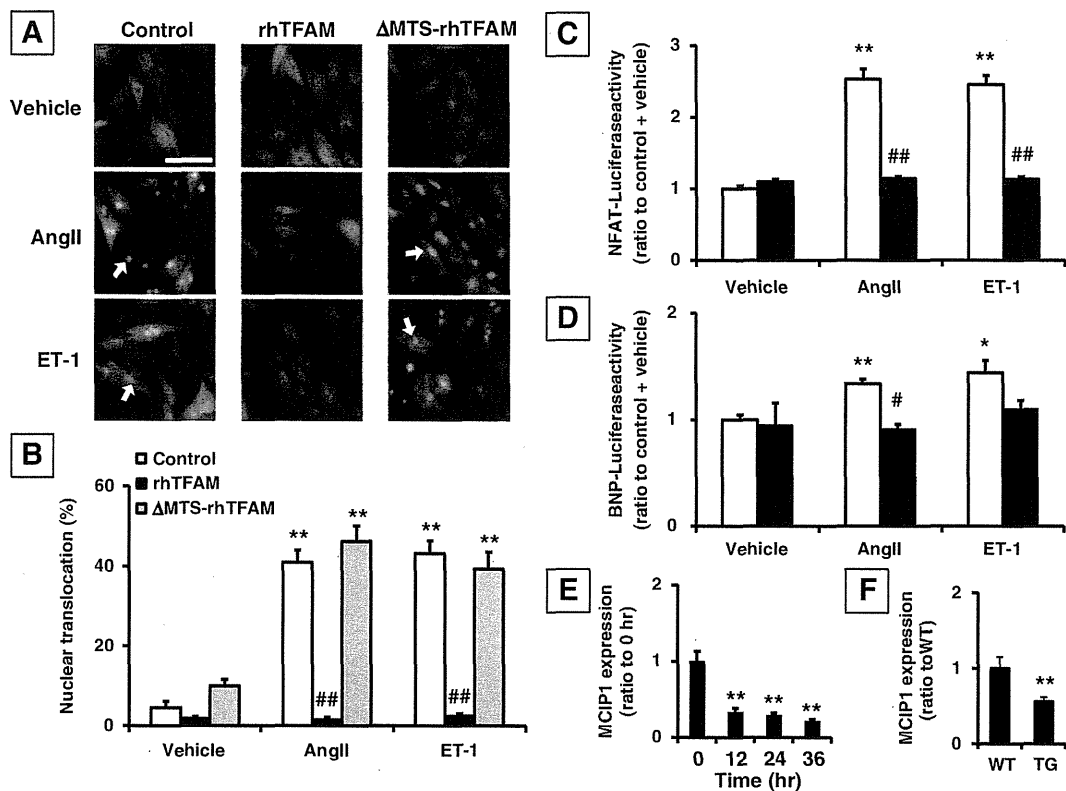 A
Control
rhTFAM
ΔMTS-rhTFAM
Vehicle
AngII
ET-1
B
Control
rhTFAM
ΔMTS-rhTFAM
Nuclear translocation (%)
60
40
20
0
**
##
**
**
##
**
Vehicle
AngII
ET-1
C
NFAT-Luciferaseactivity
(ratio to control + vehicle)
3
2
1
0
**
##
**
##
Vehicle
AngII
ET-1
D
BNP-Luciferaseactivity
(ratio to control + vehicle)
2
1
0
**
#
*
Vehicle
AngII
ET-1
E
MCIP1 expression
(ratio to 0 hr)
2
1
0
**
**
**
0
12
24
36
Time (hr)
F
MCIP1 expression
(ratio toWT)
2
1
0
**
WT
TG